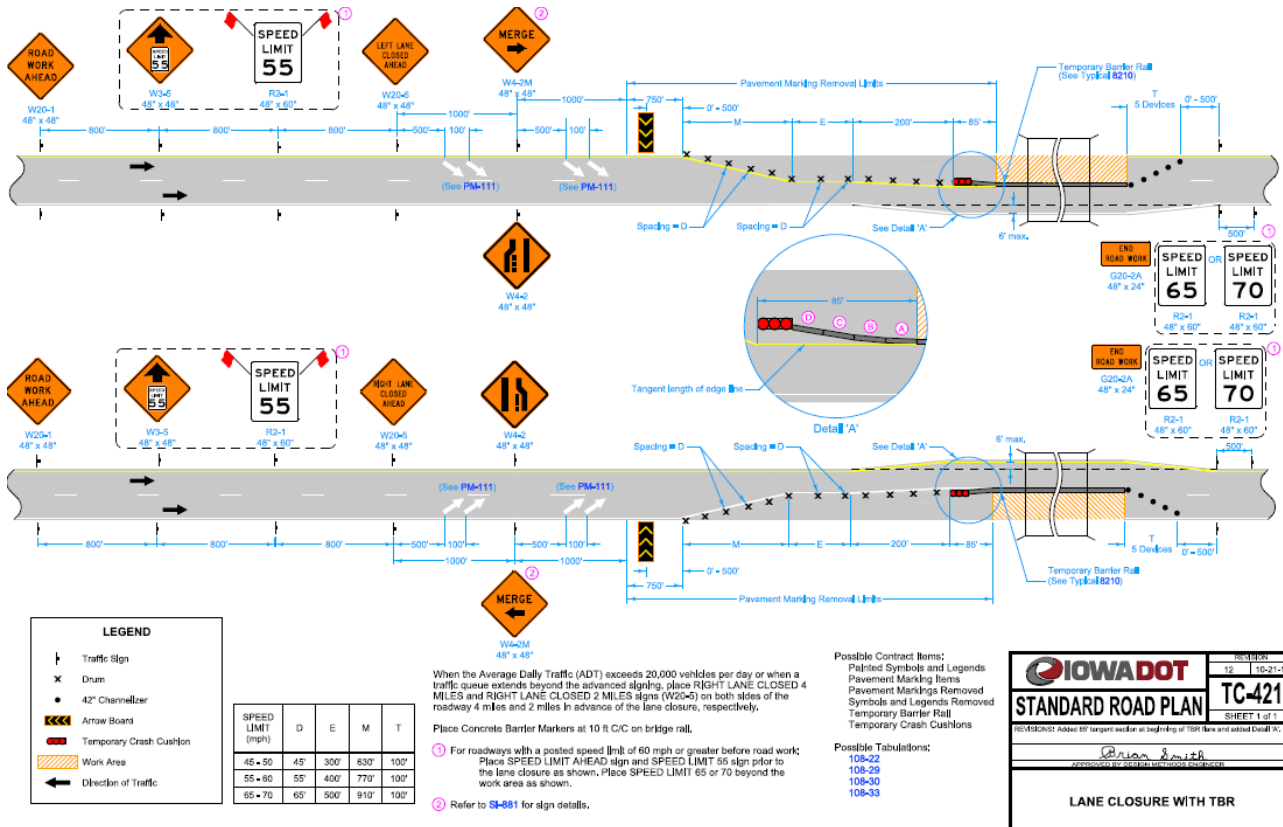 ROAD
WORK
AHEAD
W20-1
48" x 48"
SPEED
LIMIT
55
W3-5
48" x 48"
SPEED
LIMIT
55
R2-1
48" x 60"
1
LEFT LANE
CLOSED
AHEAD
W20-5
48" x 48"
MERGE
2
W4-2M
48" x 48"
Pavement Marking Removal Limits
Temporary Barrier Rail
(See Typical 8210)
T
5 Devices
0' - 500'
1000'
750'
0' - 500'
1000'
800'
800'
800'
500'
100'
500'
100'
M
E
200'
85'
(See PM-111)
(See PM-111)
Spacing = D
Spacing = D
See Detail 'A'
6' max.
500'
W4-2
48" x 48"
END
ROAD WORK
G20-2A
48" x 24"
SPEED
LIMIT
65
R2-1
48" x 60"
OR
SPEED
LIMIT
70
R2-1
48" x 60"
1
85'
D
C
B
A
Tangent length of edge line
Detail 'A'
ROAD
WORK
AHEAD
W20-1
48" x 48"
SPEED
LIMIT
55
W3-5
48" x 48"
SPEED
LIMIT
55
R2-1
48" x 60"
1
RIGHT LANE
CLOSED
AHEAD
W20-5
48" x 48"
W4-2
48" x 48"
END
ROAD WORK
G20-2A
48" x 24"
SPEED
LIMIT
65
R2-1
48" x 60"
OR
SPEED
LIMIT
70
R2-1
48" x 60"
1
Spacing = D
Spacing = D
See Detail 'A'
6' max.
500'
(See PM-111)
(See PM-111)
800'
800'
800'
500'
100'
500'
100'
1000'
1000'
M
E
200'
85'
0' - 500'
750'
T
5 Devices
0' - 500'
Pavement Marking Removal Limits
Temporary Barrier Rail
(See Typical 8210)
MERGE
2
W4-2M
48" x 48"
LEGEND
Traffic Sign
Drum
42" Channelizer
Arrow Board
Temporary Crash Cushion
Work Area
Direction of Traffic
SPEED LIMIT (mph) D E M T
45 - 50 45' 300' 630' 100'
55 - 60 55' 400' 770' 100'
65 - 70 65' 500' 910' 100'
When the Average Daily Traffic (ADT) exceeds 20,000 vehicles per day or when a
traffic queue extends beyond the advanced signing, place RIGHT LANE CLOSED 4
MILES and RIGHT LANE CLOSED 2 MILES signs (W20-5) on both sides of the
roadway 4 miles and 2 miles in advance of the lane closure, respectively.
Place Concrete Barrier Markers at 10 ft C/C on bridge rail.
1 For roadways with a posted speed limit of 60 mph or greater before road work;
Place SPEED LIMIT AHEAD sign and SPEED LIMIT 55 sign prior to
the lane closure as shown. Place SPEED LIMIT 65 or 70 beyond the
work area as shown.
2 Refer to SI-881 for sign details.
Possible Contract Items:
Painted Symbols and Legends
Pavement Marking Items
Pavement Markings Removed
Symbols and Legends Removed
Temporary Barrier Rail
Temporary Crash Cushions
Possible Tabulations:
108-22
108-29
108-30
108-33
IOWADOT
STANDARD ROAD PLAN
REVISION
12 10-21-1
TC-421
SHEET 1 of 1
REVISIONS: Added 85' tangent section at beginning of TBR flare and added Detail 'A'.
Brian Smith
APPROVED BY DESIGN METHODS ENGINEER
LANE CLOSURE WITH TBR